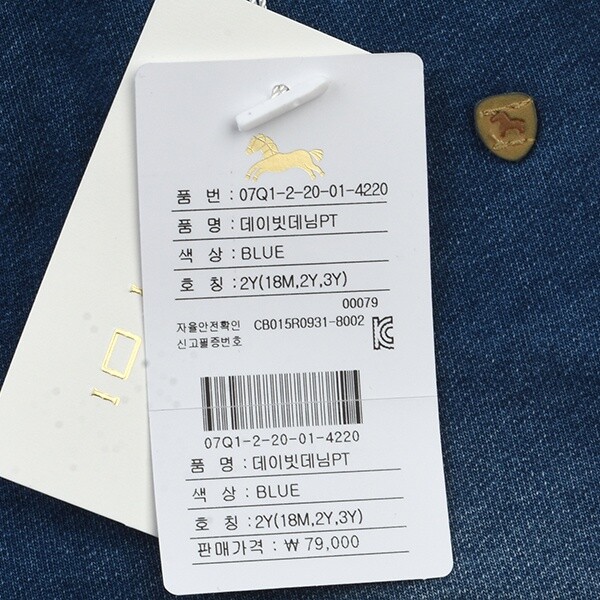 품 번 : 07Q1-2-20-01-4220
품 명 : 데이빗데님PT
색 상 : BLUE
호 칭 : 2Y(18M,2Y,3Y)
00079
자율안전확인 CB015R0931-8002
신고필증번호
07Q1-2-20-01-4220
품 명 : 데이빗데님PT
색 상 : BLUE
호 칭 : 2Y(18M,2Y,3Y)
판매가격 : ₩ 79,000